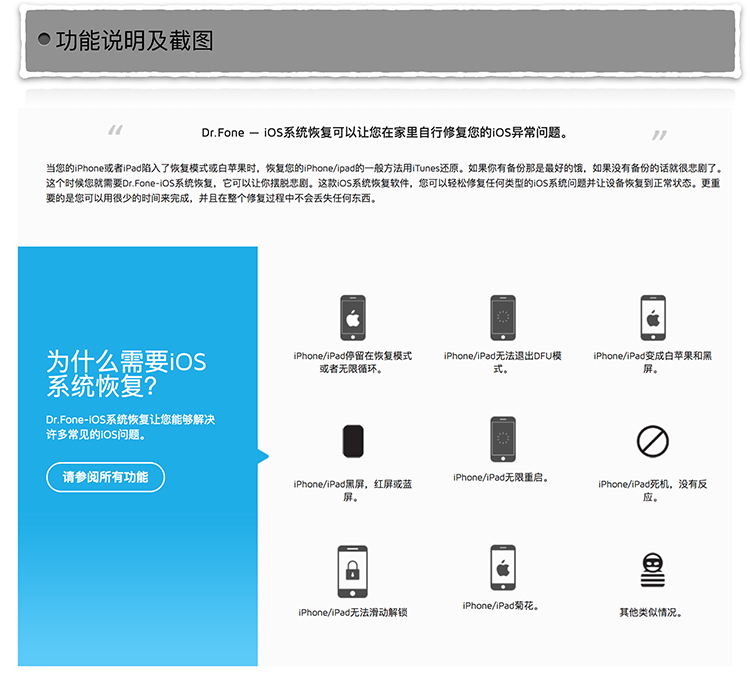 功能说明及截图
“
Dr.Fone — iOS系统恢复可以让您在家里自行修复您的iOS异常问题。
”
当您的iPhone或者iPad陷入了恢复模式或白苹果时，恢复您的iPhone/ipad的一般方法用iTunes还原。如果你有备份那是最好的饿，如果没有备份的话就很悲剧了。
这个时候您就需要Dr.Fone-iOS系统恢复，它可以让你摆脱悲剧。这款iOS系统恢复软件，您可以轻松修复任何类型的iOS系统问题并让设备恢复到正常状态。更重
要的是您可以用很少的时间来完成，并且在整个修复过程中不会丢失任何东西。
为什么需要iOS
系统恢复?
Dr.Fone-iOS系统恢复让您能够解决
许多常见的iOS问题。
请参阅所有功能
iPhone/iPad停留在恢复模式
或者无限循环。
iPhone/iPad无法退出DFU模
式。
iPhone/iPad变成白苹果和黑
屏。
iPhone/iPad黑屏，红屏或蓝
屏。
iPhone/iPad无限重启。
iPhone/iPad死机，没有反
应。
iPhone/iPad无法滑动解锁
iPhone/iPad菊花。
其他类似情况。